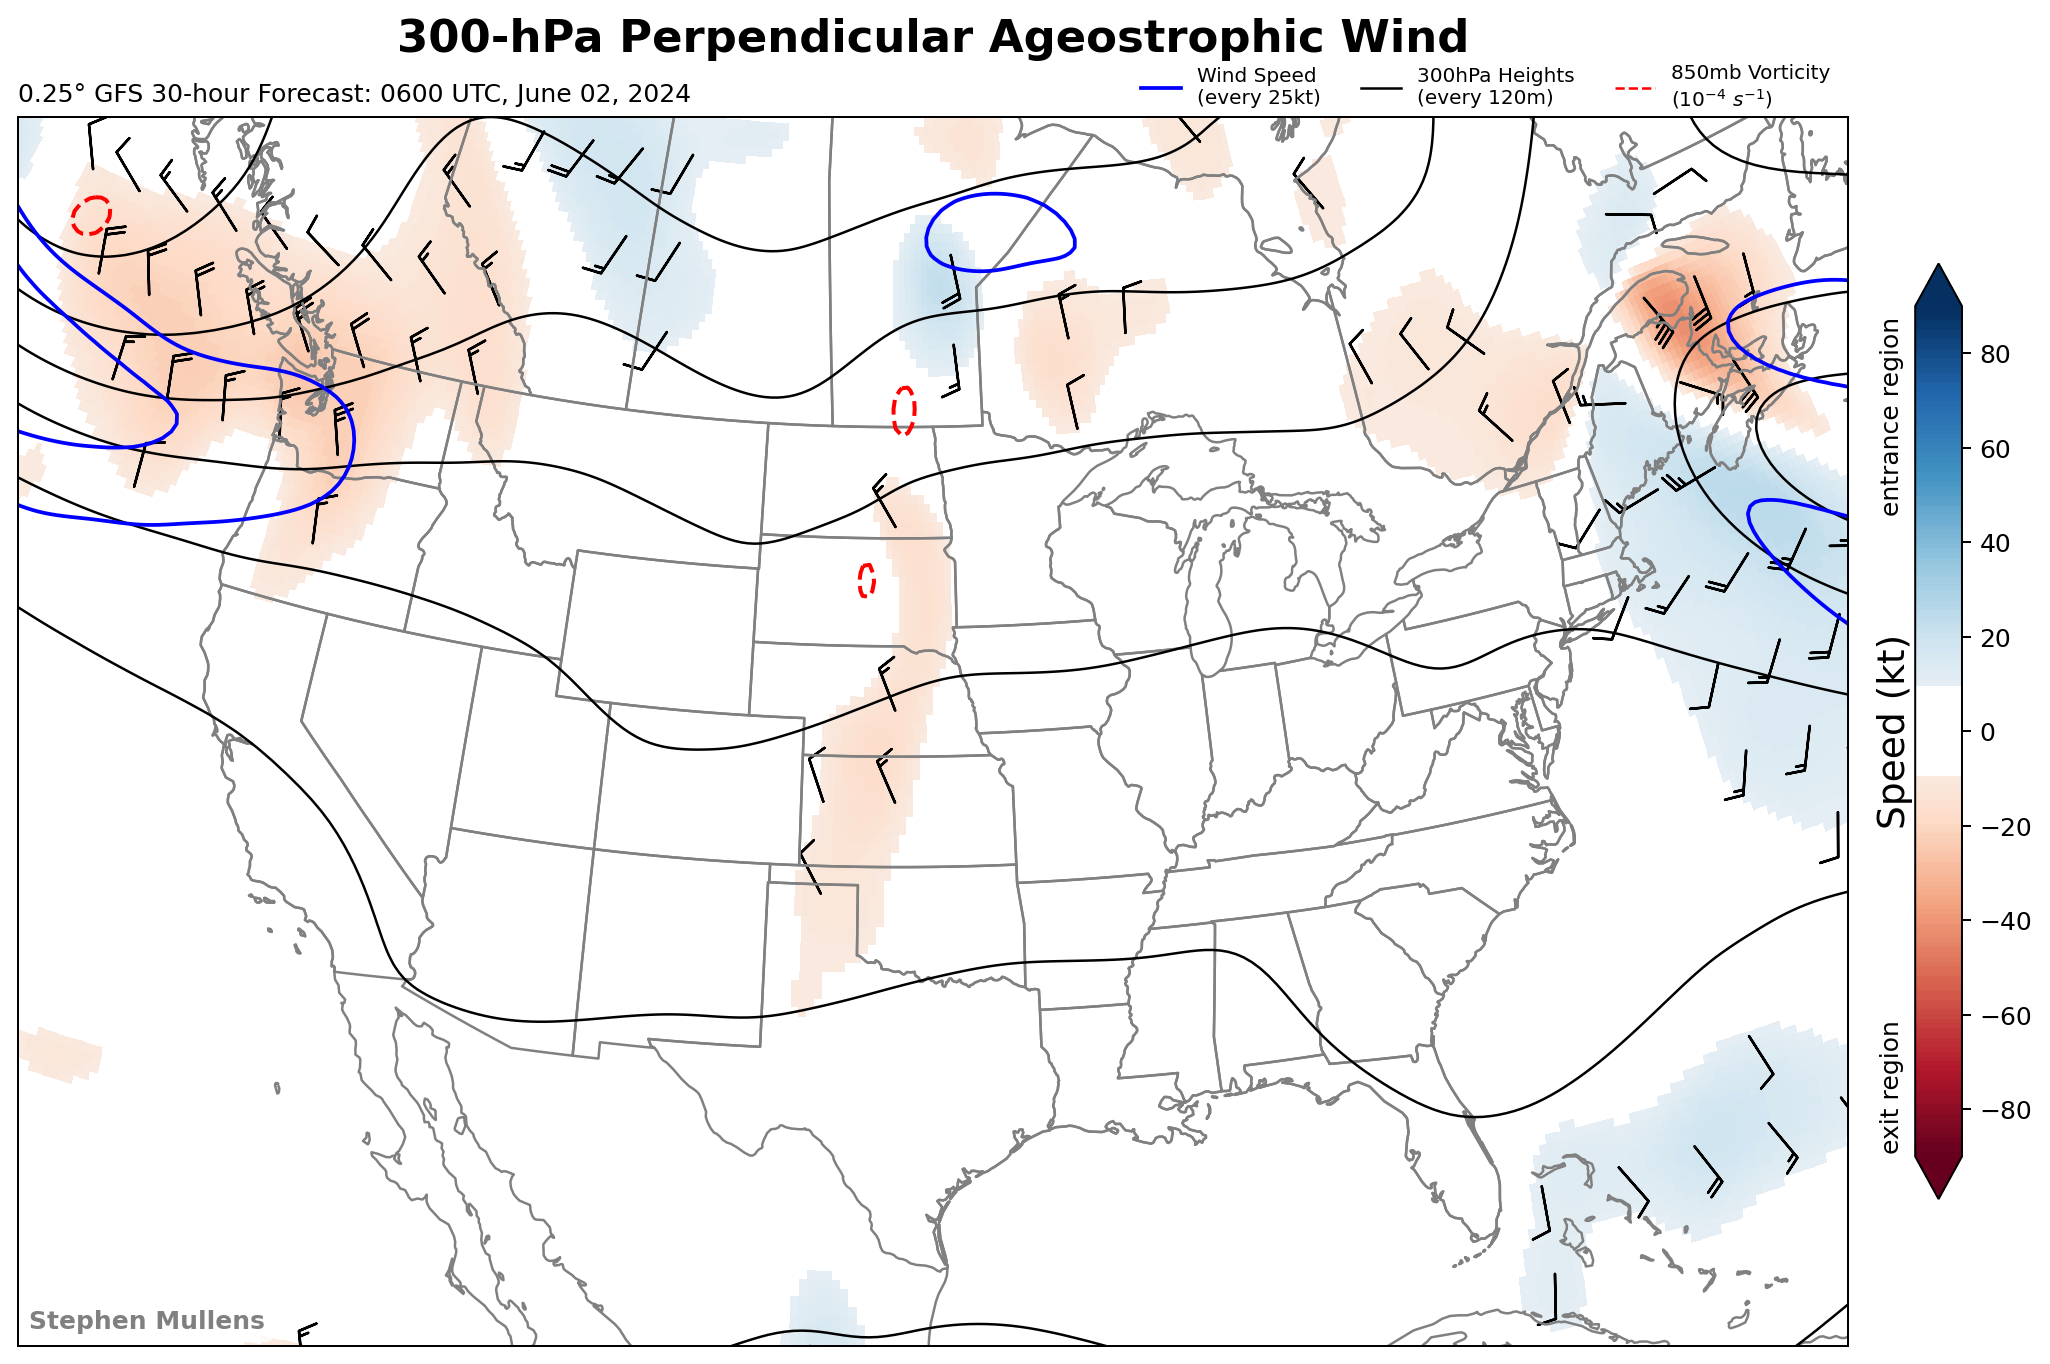 300-hPa Perpendicular Ageostrophic Wind
0.25° GFS 30-hour Forecast: 0600 UTC, June 02, 2024
Wind Speed
(every 25kt)
300hPa Heights
(every 120m)
850mb Vorticity
(10⁻⁴ s⁻¹)
entrance region
Speed (kt)
exit region
80
60
40
20
0
−20
−40
−60
−80
Stephen Mullens